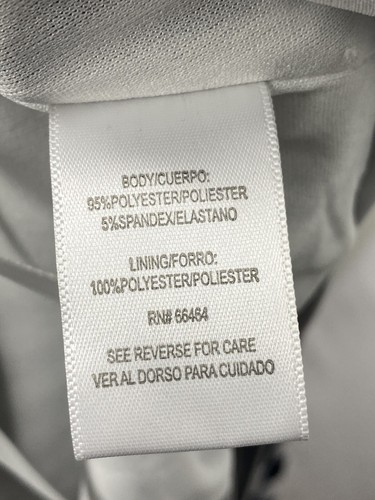 BODY/CUERPO:
95%POLYESTER/POLIESTER
5%SPANDEX/ELASTANO
LINING/FORRO:
100%POLYESTER/POLIESTER
RN# 66464
SEE REVERSE FOR CARE
VER AL DORSO PARA CUIDADO